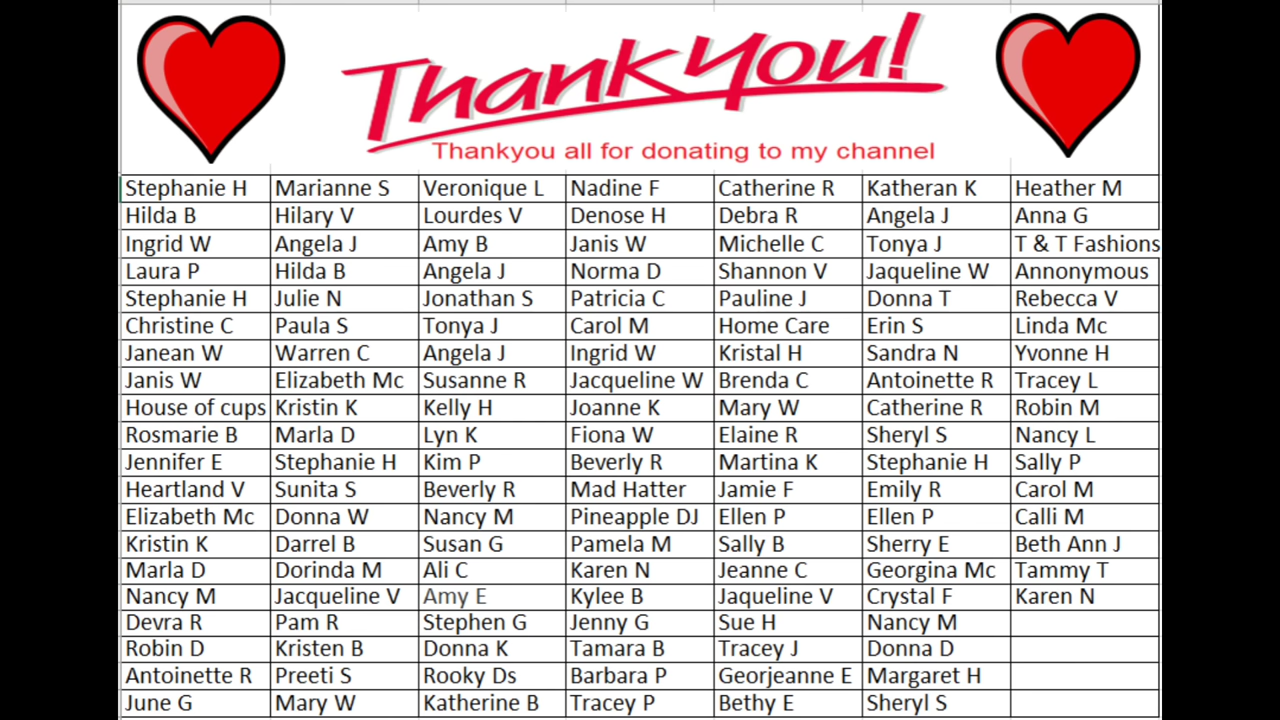 Thank you!
Thankyou all for donating to my channel
Stephanie H Marianne S Veronique L Nadine F Catherine R Katheran K Heather M
Hilda B Hilary V Lourdes V Denose H Debra R Angela J Anna G
Ingrid W Angela J Amy B Janis W Michelle C Tonya J T & T Fashions
Laura P Hilda B Angela J Norma D Shannon V Jaqueline W Annonymous
Stephanie H Julie N Jonathan S Patricia C Pauline J Donna T Rebecca V
Christine C Paula S Tonya J Carol M Home Care Erin S Linda Mc
Janean W Warren C Angela J Ingrid W Kristal H Sandra N Yvonne H
Janis W Elizabeth Mc Susanne R Jacqueline W Brenda C Antoinette R Tracey L
House of cups Kristin K Kelly H Joanne K Mary W Catherine R Robin M
Rosmarie B Marla D Lyn K Fiona W Elaine R Sheryl S Nancy L
Jennifer E Stephanie H Kim P Beverly R Martina K Stephanie H Sally P
Heartland V Sunita S Beverly R Mad Hatter Jamie F Emily R Carol M
Elizabeth Mc Donna W Nancy M Pineapple DJ Ellen P Ellen P Calli M
Kristin K Darrel B Susan G Pamela M Sally B Sherry E Beth Ann J
Marla D Dorinda M Ali C Karen N Jeanne C Georgina Mc Tammy T
Nancy M Jacqueline V Amy E Kylee B Jaqueline V Crystal F Karen N
Devra R Pam R Stephen G Jenny G Sue H Nancy M
Robin D Kristen B Donna K Tamara B Tracey J Donna D
Antoinette R Preeti S Rooky Ds Barbara P Georjeanne E Margaret H
June G Mary W Katherine B Tracey P Bethy E Sheryl S